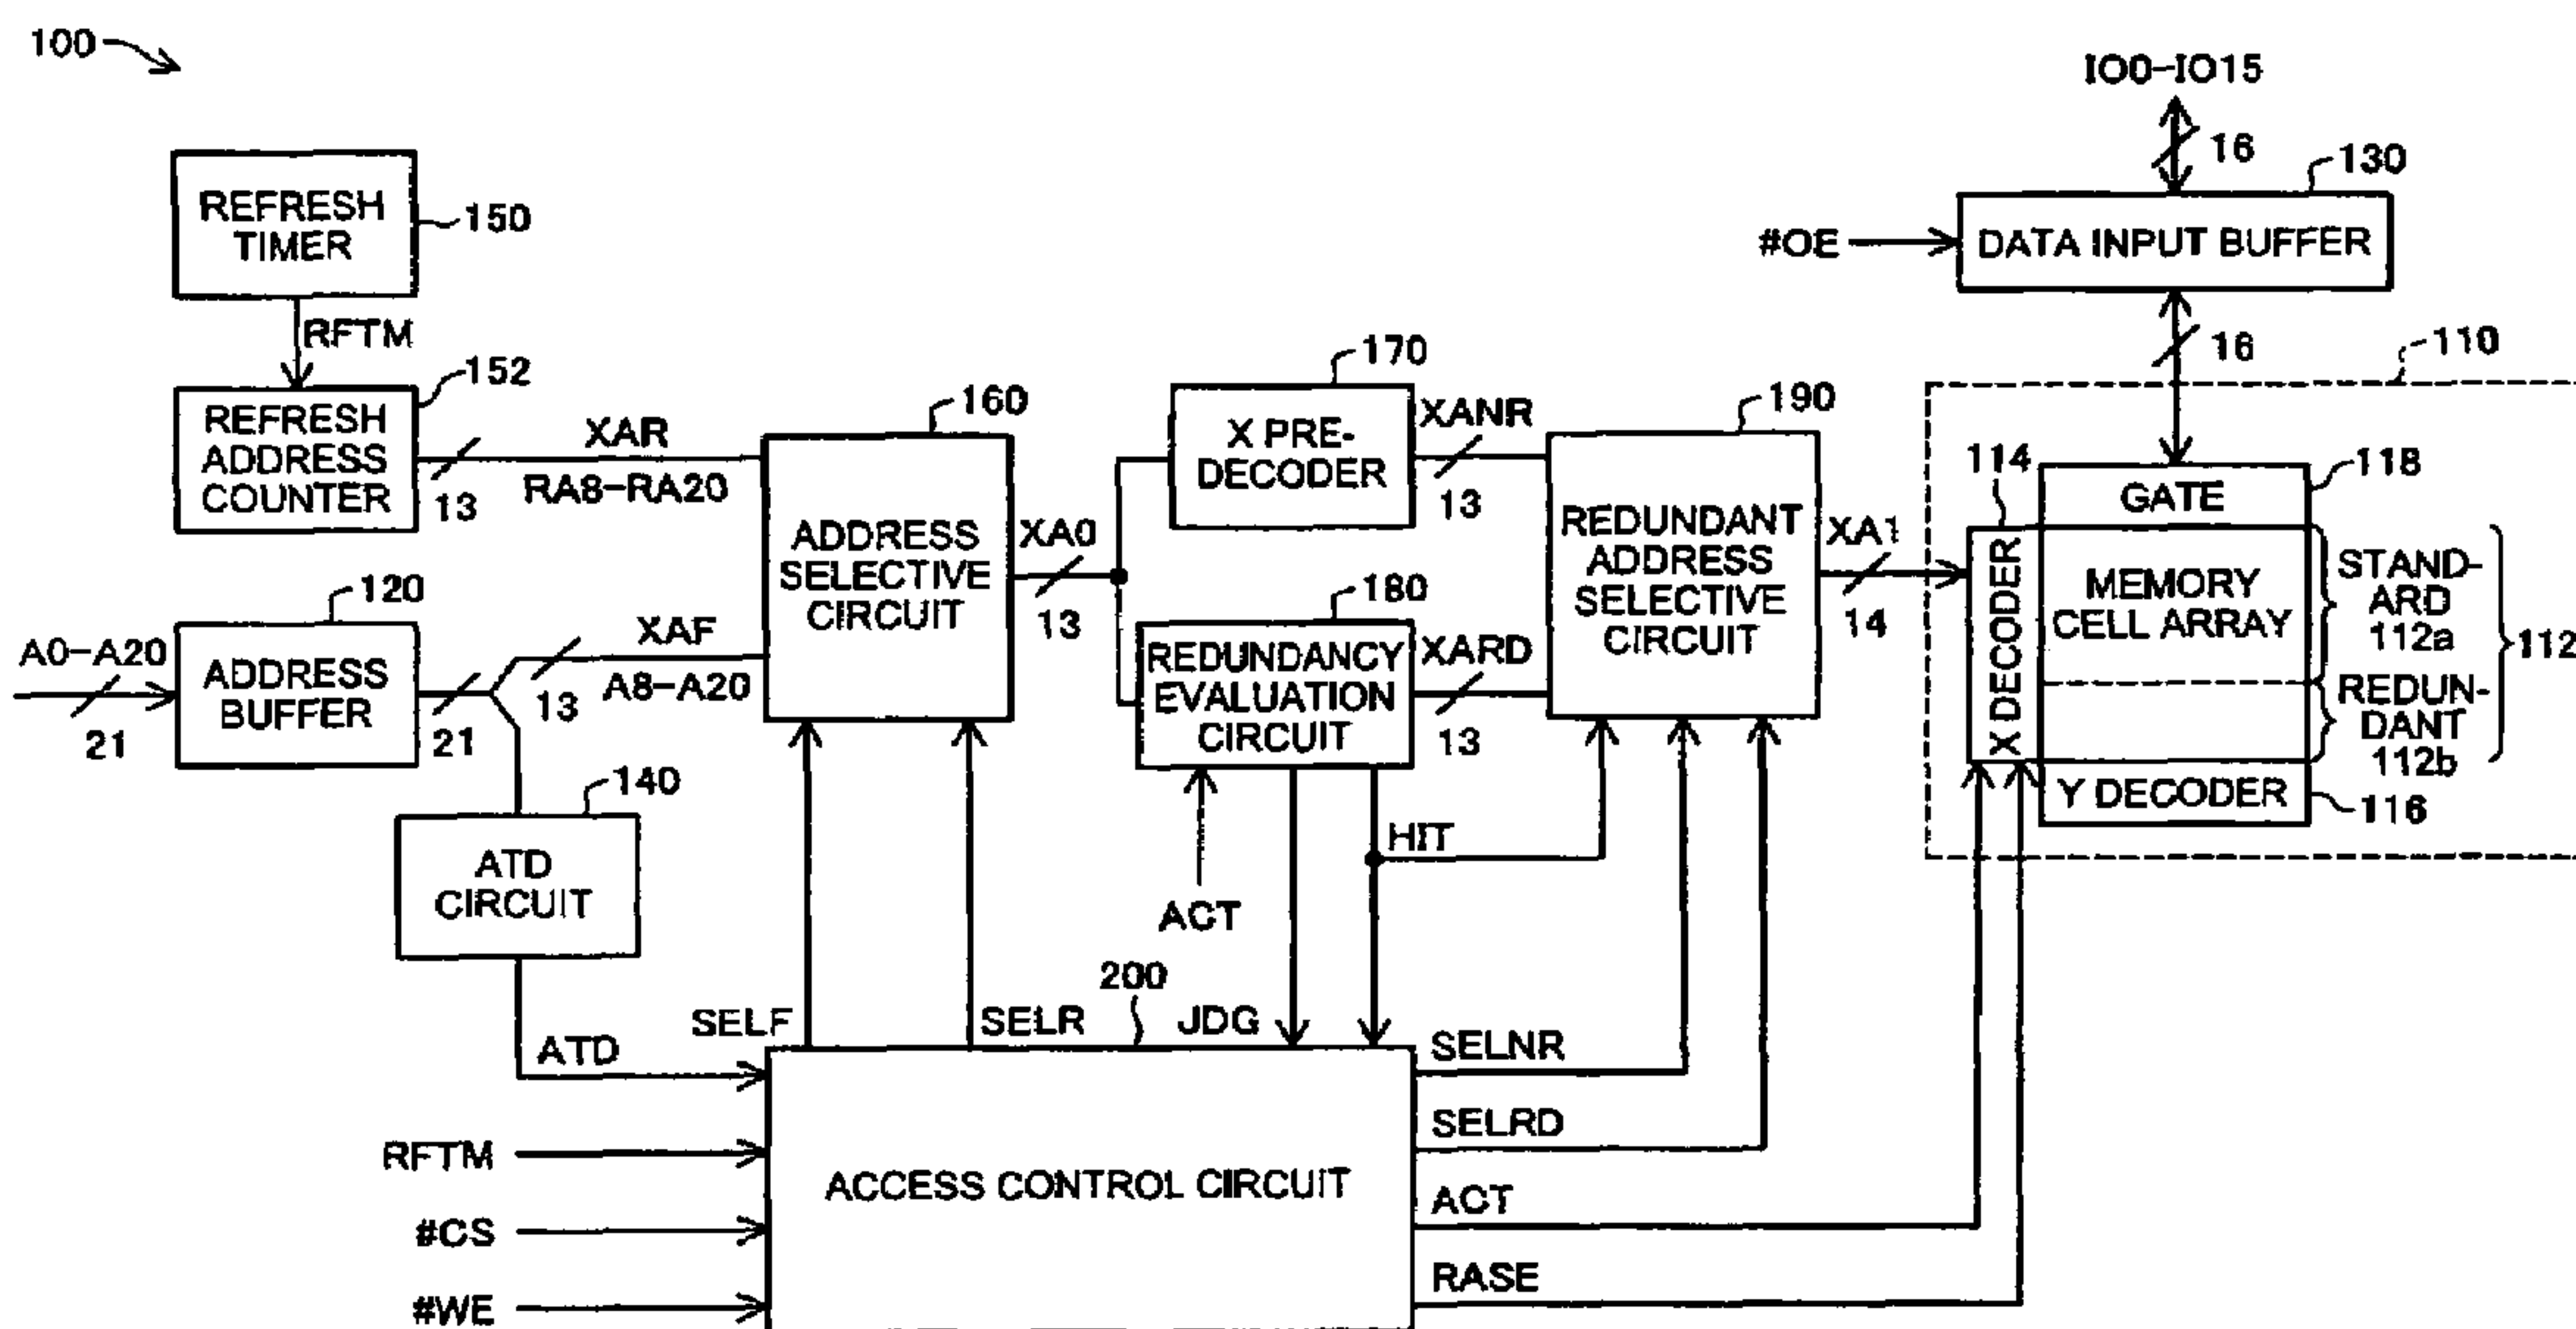 100
IO0-IO15
16
130
#OE
DATA INPUT BUFFER
16
110
REFRESH
TIMER
150
RFTM
152
REFRESH
ADDRESS
COUNTER
13
XAR
RA8-RA20
160
ADDRESS
SELECTIVE
CIRCUIT
XA0
13
170
X PRE-
DECODER
XANR
13
190
REDUNDANT
ADDRESS
SELECTIVE
CIRCUIT
XA1
14
114
X DECODER
118
GATE
MEMORY
CELL ARRAY
STAND-
ARD
112a
112
REDUN-
DANT
112b
Y DECODER
116
A0-A20
21
120
ADDRESS
BUFFER
21
13
XAF
A8-A20
180
REDUNDANCY
EVALUATION
CIRCUIT
XARD
13
140
ATD
CIRCUIT
HIT
ACT
200
ATD
SELF
SELR
JDG
SELNR
SELRD
ACT
RASE
RFTM
#CS
#WE
ACCESS CONTROL CIRCUIT